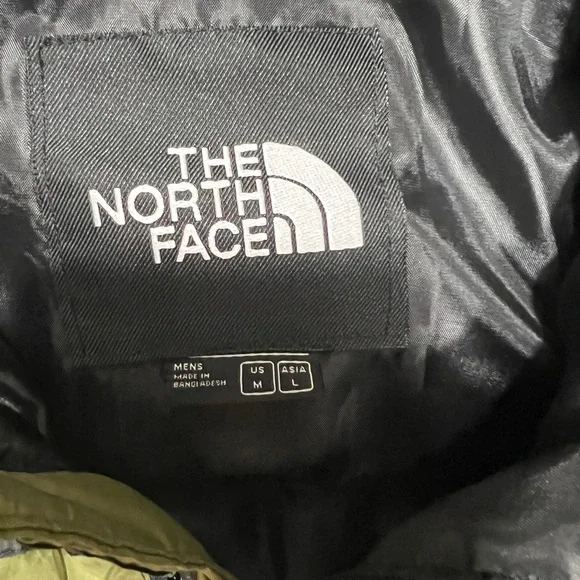 THE
NORTH
FACE
MENS
MADE IN
BANGLADESH
US
M
ASIA
L